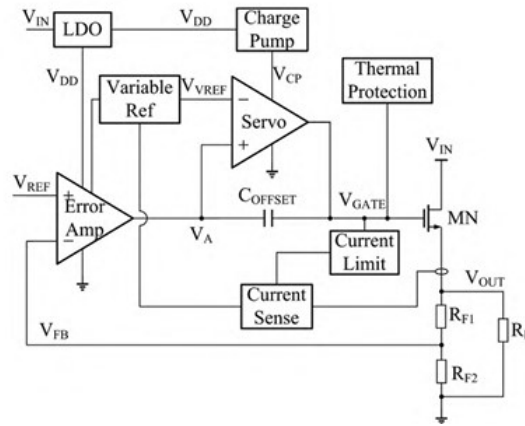 V_IN
LDO
V_DD
Charge
Pump
V_DD
Variable
Ref
V_VREF
V_CP
Servo
−
+
Thermal
Protection
V_IN
V_REF
+
−
Error
Amp
C_OFFSET
V_GATE
MN
V_A
Current
Limit
Current
Sense
V_OUT
V_FB
R_F1
R_F2